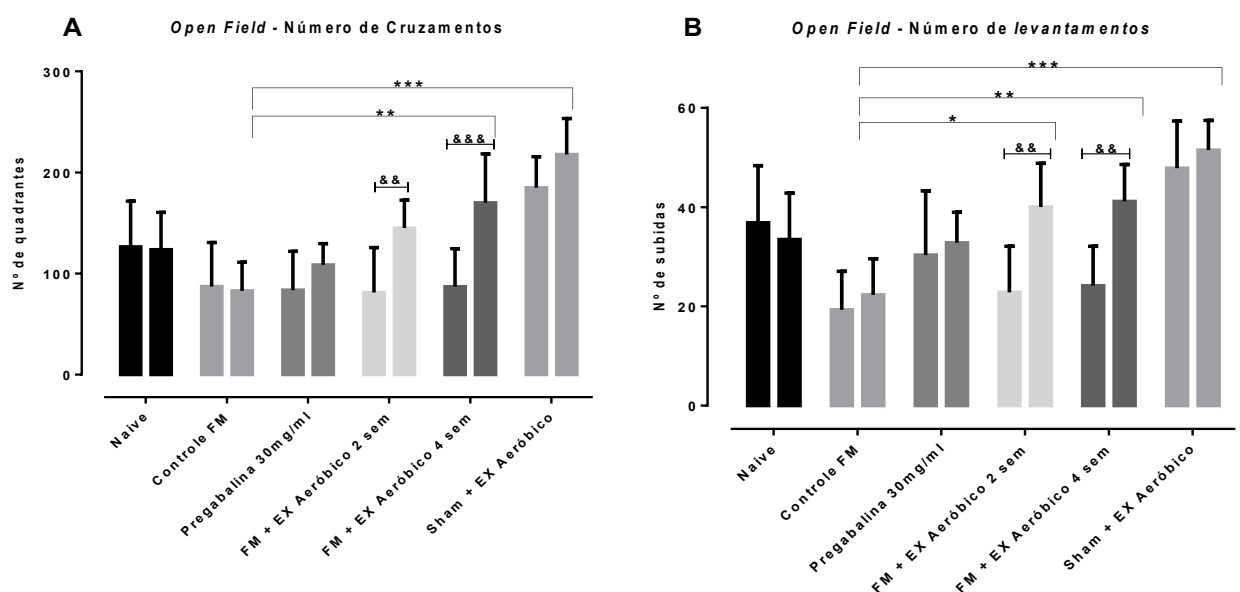 A
Open Field - Número de Cruzamentos
300
200
100
0
Nº de quadrantes
***
**
&&&
&&
Naive
Controle FM
Pregabalina 30mg/ml
FM + EX Aeróbico 2 sem
FM + EX Aeróbico 4 sem
Sham + EX Aeróbico
B
Open Field - Número de levantamentos
60
40
20
0
Nº de subidas
***
**
*
&&
&&
Naive
Controle FM
Pregabalina 30mg/ml
FM + EX Aeróbico 2 sem
FM + EX Aeróbico 4 sem
Sham + EX Aeróbico